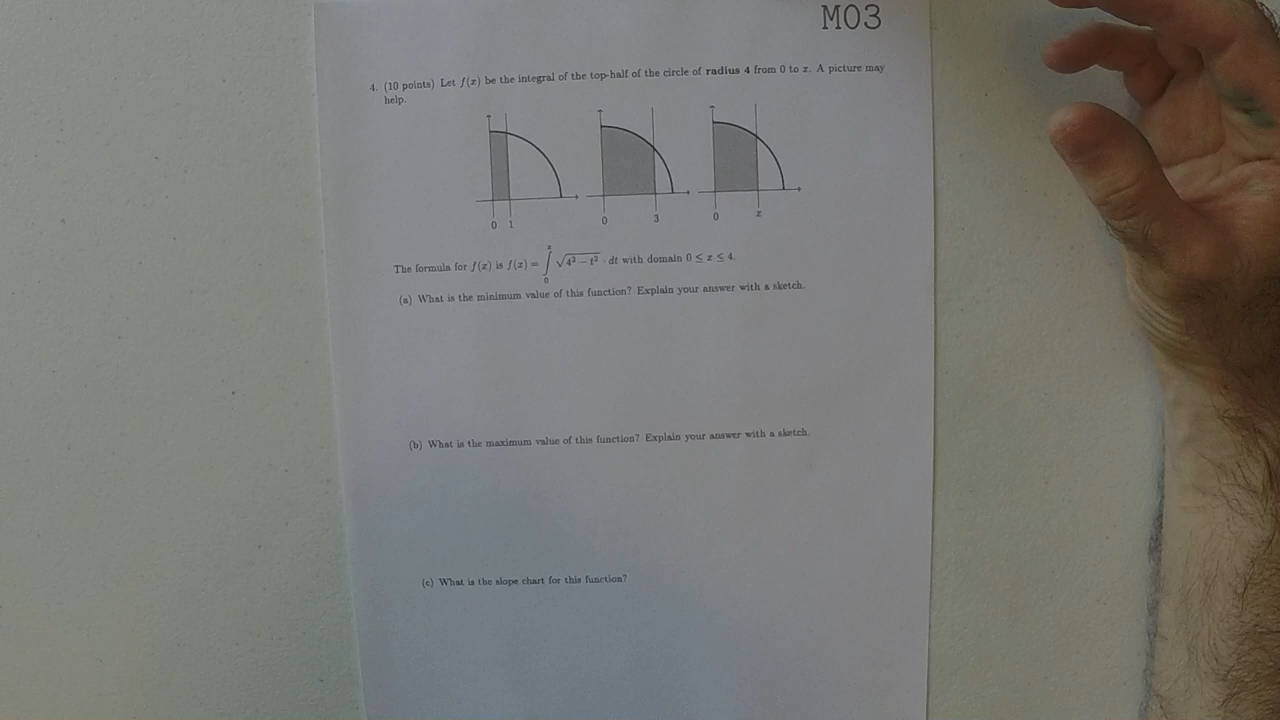 M03
4. (10 points) Let f(x) be the integral of the top-half of the circle of radius 4 from 0 to x. A picture may
help.
0 1 0 3 0 x
The formula for f(x) is f(x) = ∫₀ˣ √(4² − t²) · dt with domain 0 ≤ x ≤ 4.
(a) What is the minimum value of this function? Explain your answer with a sketch.
(b) What is the maximum value of this function? Explain your answer with a sketch.
(c) What is the slope chart for this function?